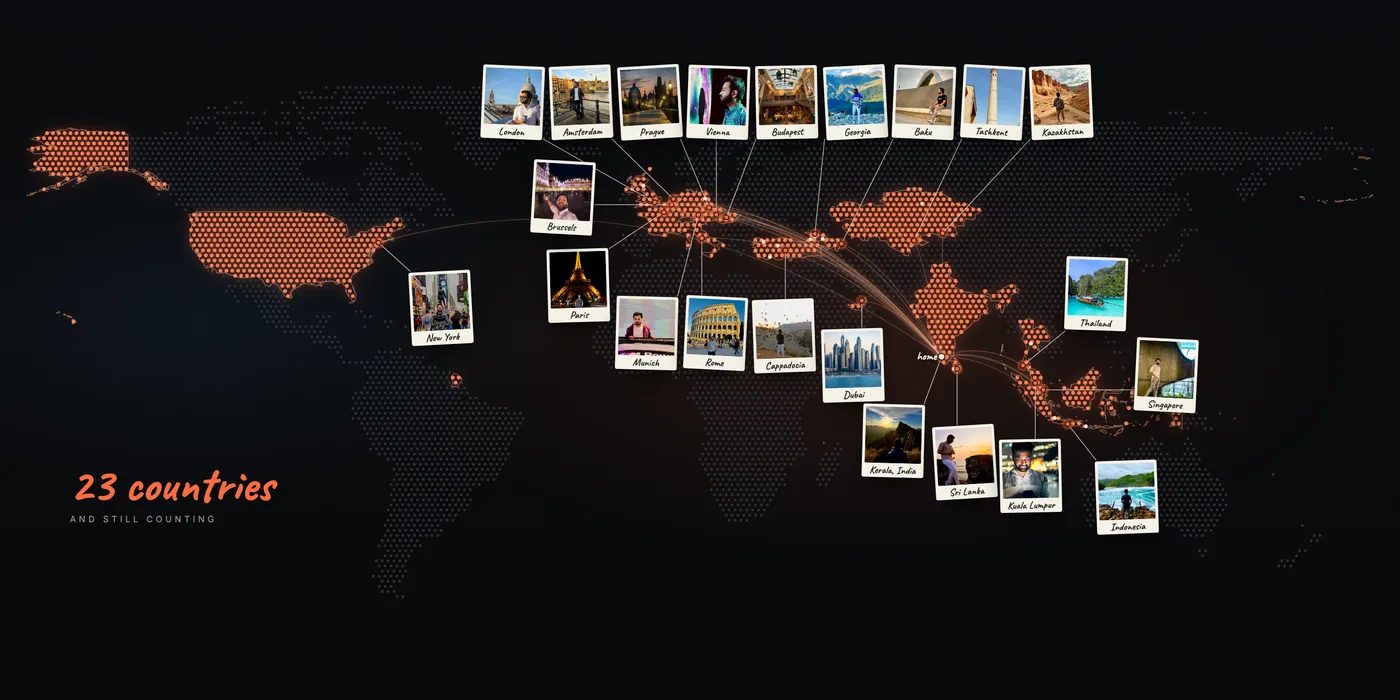 London
Amsterdam
Prague
Vienna
Budapest
Georgia
Baku
Tashkent
Kazakhstan
Brussels
Paris
New York
Munich
Rome
Cappadocia
Dubai
home
Thailand
Singapore
Kerala, India
Sri Lanka
Kuala Lumpur
Indonesia
23 countries
AND STILL COUNTING